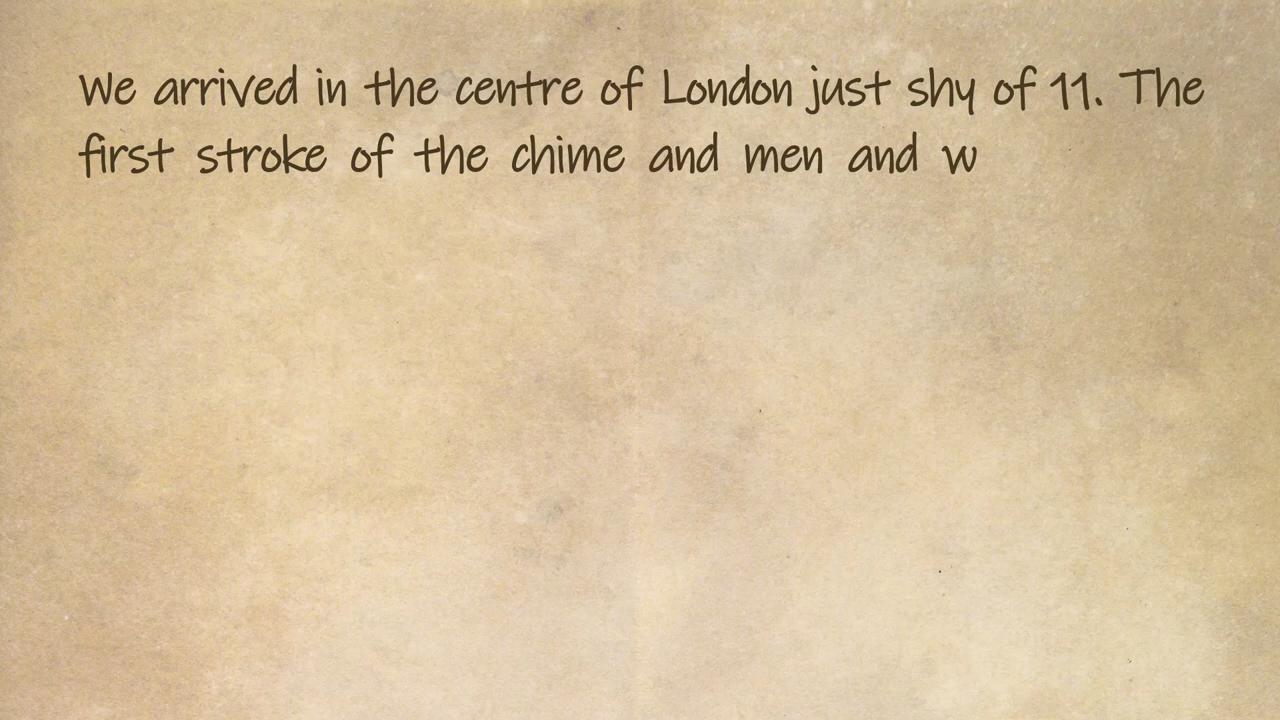 We arrived in the centre of London just shy of 11. The
first stroke of the chime and men and w